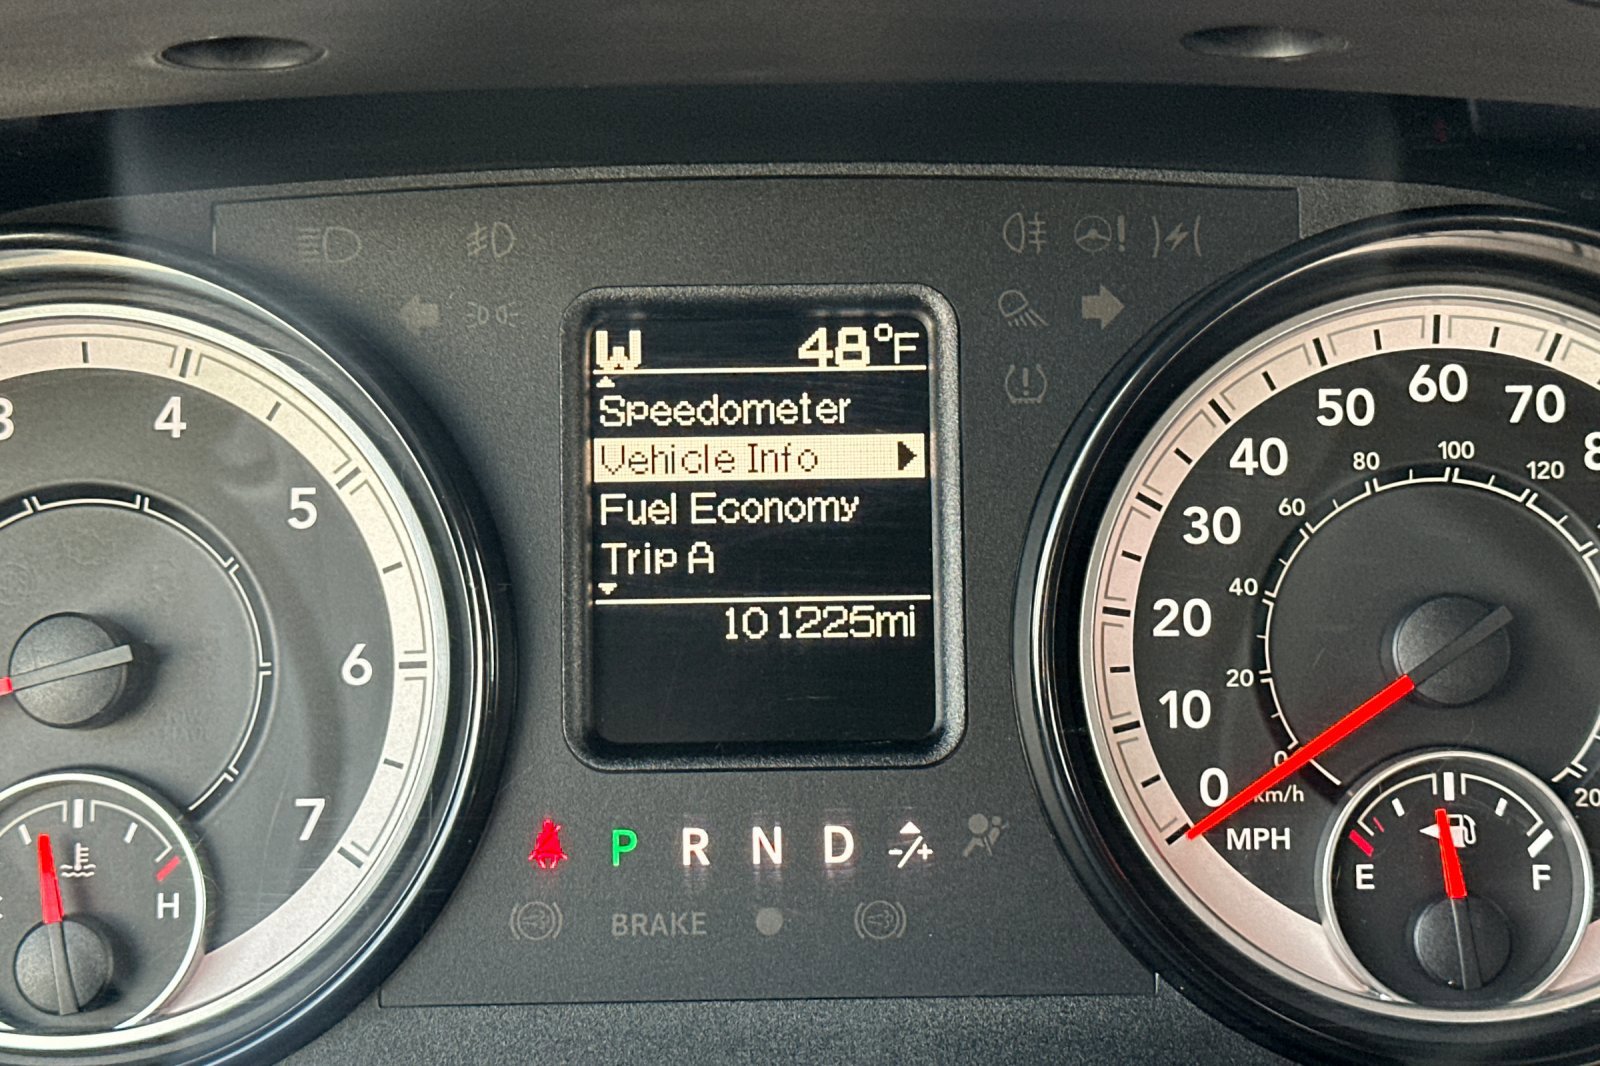 W 48°F
Speedometer
Vehicle Info
Fuel Economy
Trip A
101225mi
3 4 5 6 7
H
0 10 20 30 40 50 60 70
0 20 40 60 80 100 120
km/h
MPH
E F
P R N D -/+
BRAKE